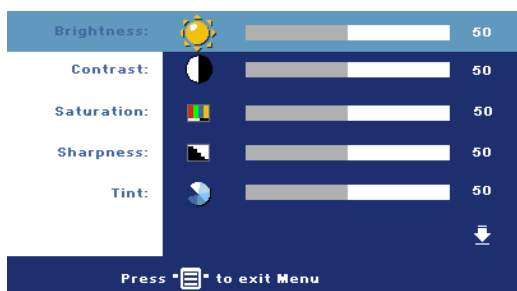 Brightness: 50
Contrast: 50
Saturation: 50
Sharpness: 50
Tint: 50
Press "" to exit Menu